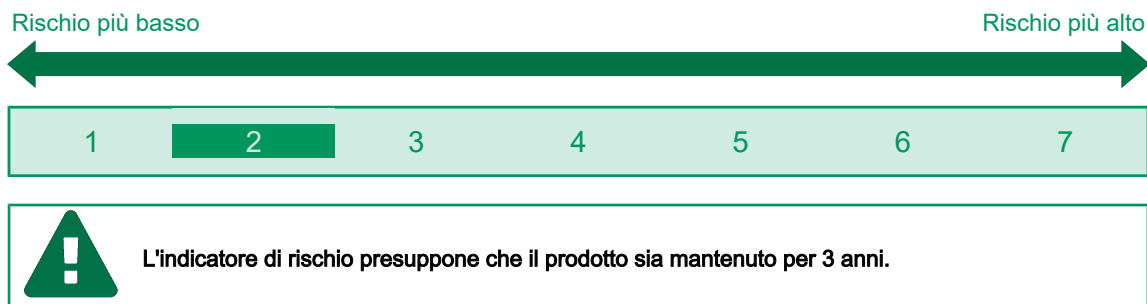 Rischio più basso Rischio più alto
1 2 3 4 5 6 7
L'indicatore di rischio presuppone che il prodotto sia mantenuto per 3 anni.